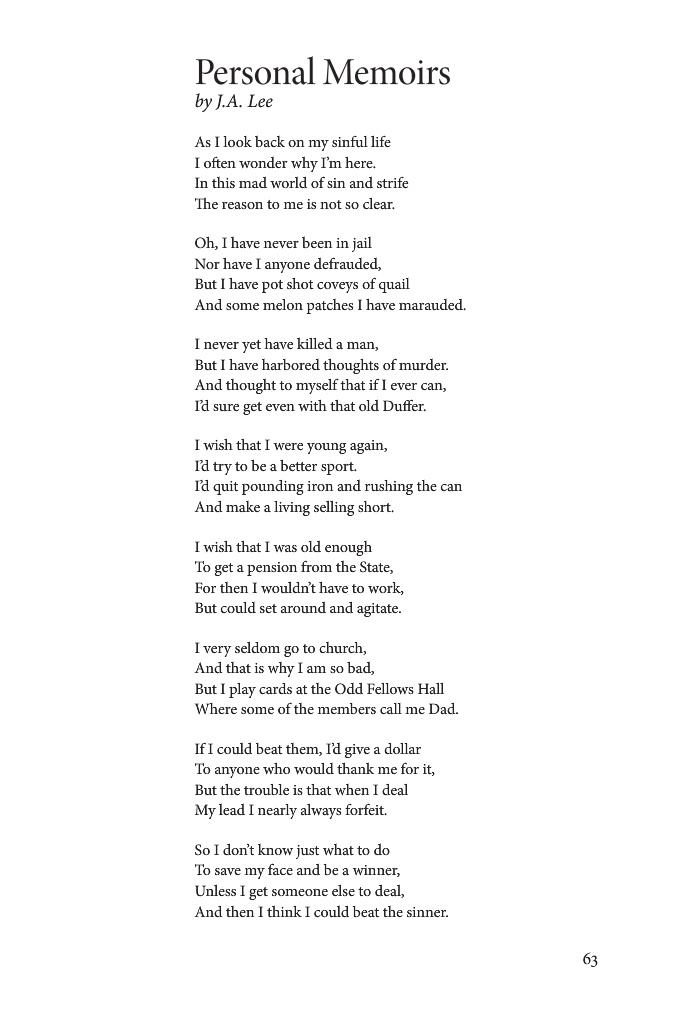 Personal Memoirs
by J.A. Lee
As I look back on my sinful life
I often wonder why I’m here.
In this mad world of sin and strife
The reason to me is not so clear.
Oh, I have never been in jail
Nor have I anyone defrauded,
But I have pot shot coveys of quail
And some melon patches I have marauded.
I never yet have killed a man,
But I have harbored thoughts of murder.
And thought to myself that if I ever can,
I’d sure get even with that old Duffer.
I wish that I were young again,
I’d try to be a better sport.
I’d quit pounding iron and rushing the can
And make a living selling short.
I wish that I was old enough
To get a pension from the State,
For then I wouldn’t have to work,
But could set around and agitate.
I very seldom go to church,
And that is why I am so bad,
But I play cards at the Odd Fellows Hall
Where some of the members call me Dad.
If I could beat them, I’d give a dollar
To anyone who would thank me for it,
But the trouble is that when I deal
My lead I nearly always forfeit.
So I don’t know just what to do
To save my face and be a winner,
Unless I get someone else to deal,
And then I think I could beat the sinner.
63